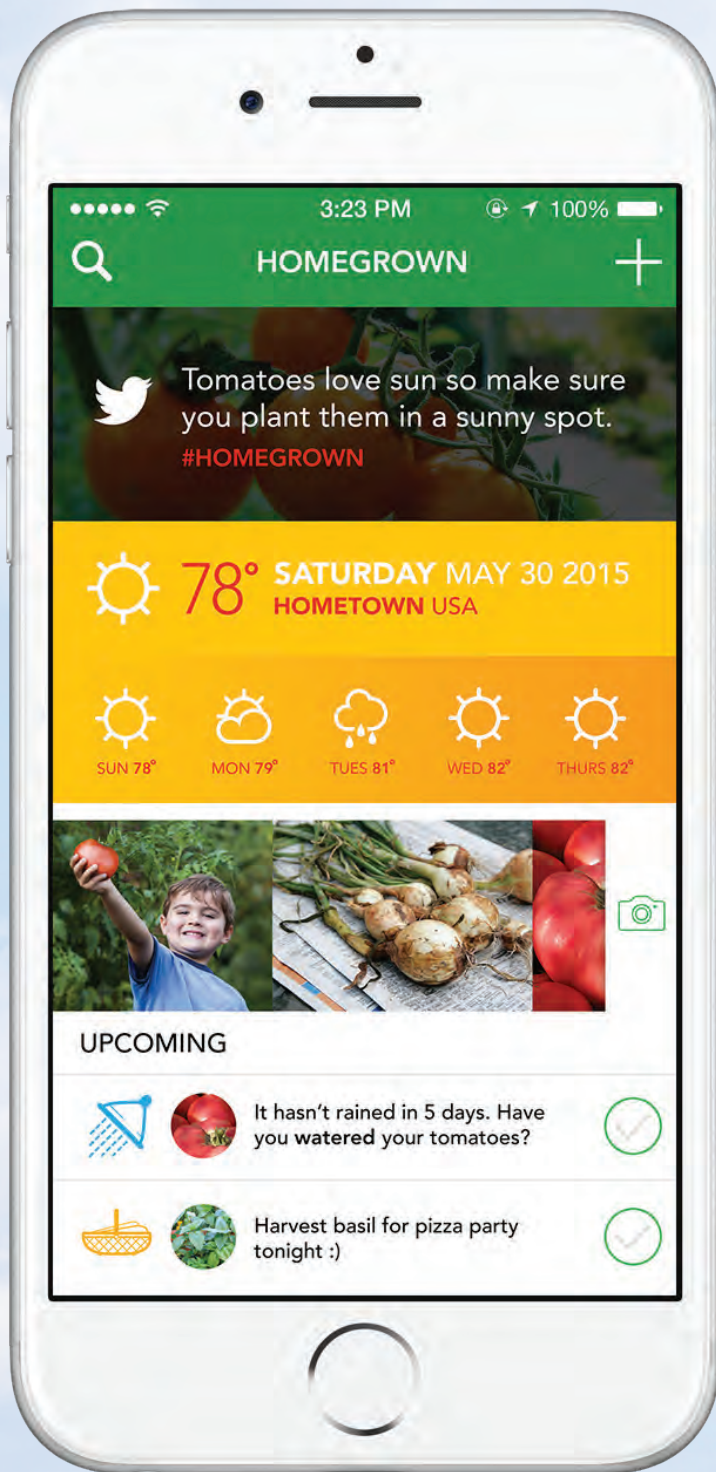 3:23 PM 100%
HOMEGROWN
Tomatoes love sun so make sure
you plant them in a sunny spot.
#HOMEGROWN
78° SATURDAY MAY 30 2015
HOMETOWN USA
SUN 78° MON 79° TUES 81° WED 82° THURS 82°
UPCOMING
It hasn't rained in 5 days. Have
you watered your tomatoes?
Harvest basil for pizza party
tonight :)